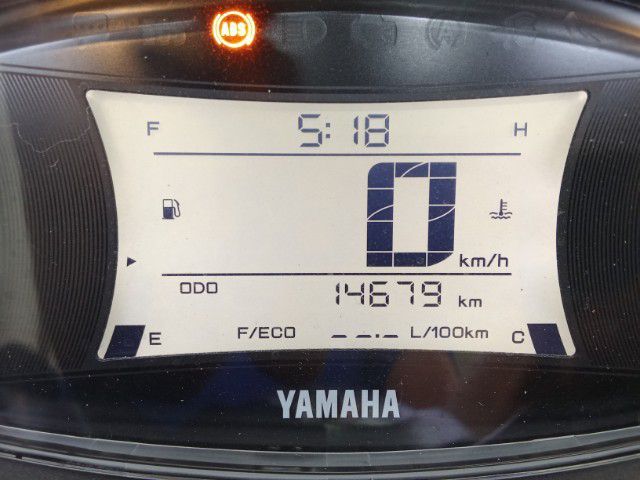 ABS
F 5:18 H
0 km/h
ODO 14679 km
E F/ECO --.- L/100km C
YAMAHA